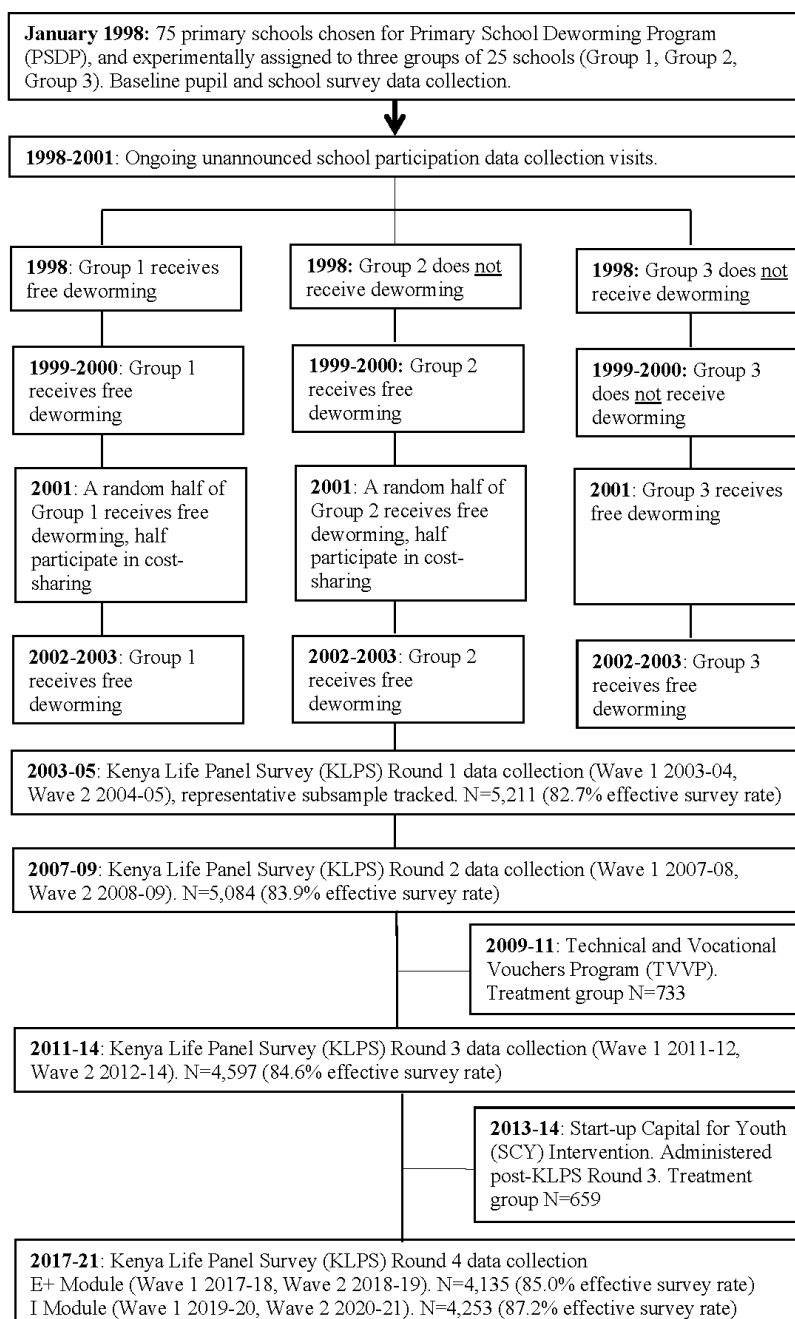 January 1998: 75 primary schools chosen for Primary School Deworming Program
(PSDP), and experimentally assigned to three groups of 25 schools (Group 1, Group 2,
Group 3). Baseline pupil and school survey data collection.
1998-2001: Ongoing unannounced school participation data collection visits.
1998: Group 1 receives
free deworming
1998: Group 2 does not
receive deworming
1998: Group 3 does not
receive deworming
1999-2000: Group 1
receives free
deworming
1999-2000: Group 2
receives free
deworming
1999-2000: Group 3
does not receive
deworming
2001: A random half of
Group 1 receives free
deworming, half
participate in cost-
sharing
2001: A random half of
Group 2 receives free
deworming, half
participate in cost-
sharing
2001: Group 3 receives
free deworming
2002-2003: Group 1
receives free
deworming
2002-2003: Group 2
receives free
deworming
2002-2003: Group 3
receives free
deworming
2003-05: Kenya Life Panel Survey (KLPS) Round 1 data collection (Wave 1 2003-04,
Wave 2 2004-05), representative subsample tracked. N=5,211 (82.7% effective survey rate)
2007-09: Kenya Life Panel Survey (KLPS) Round 2 data collection (Wave 1 2007-08,
Wave 2 2008-09). N=5,084 (83.9% effective survey rate)
2009-11: Technical and Vocational
Vouchers Program (TVVP).
Treatment group N=733
2011-14: Kenya Life Panel Survey (KLPS) Round 3 data collection (Wave 1 2011-12,
Wave 2 2012-14). N=4,597 (84.6% effective survey rate)
2013-14: Start-up Capital for Youth
(SCY) Intervention. Administered
post-KLPS Round 3. Treatment
group N=659
2017-21: Kenya Life Panel Survey (KLPS) Round 4 data collection
E+ Module (Wave 1 2017-18, Wave 2 2018-19). N=4,135 (85.0% effective survey rate)
I Module (Wave 1 2019-20, Wave 2 2020-21). N=4,253 (87.2% effective survey rate)